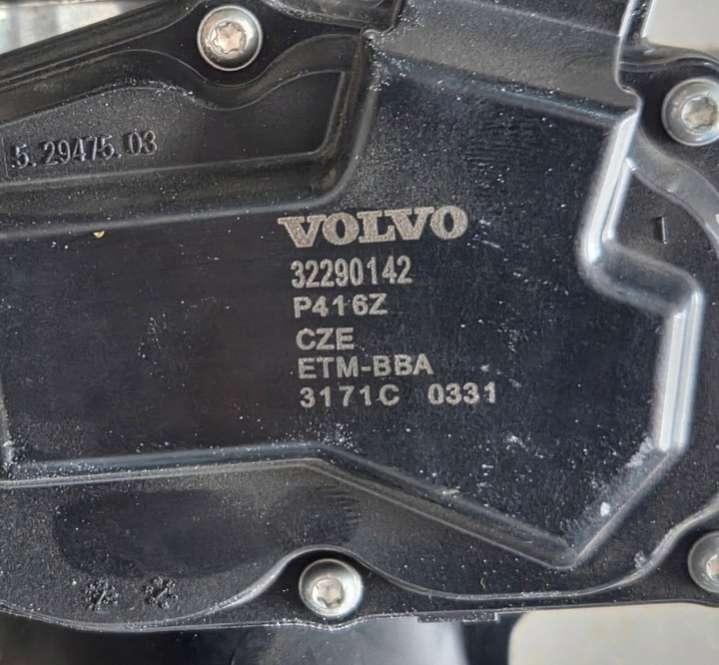 5. 29475. 03
VOLVO
32290142
P416Z
CZE
ETM-BBA
3171C 0331